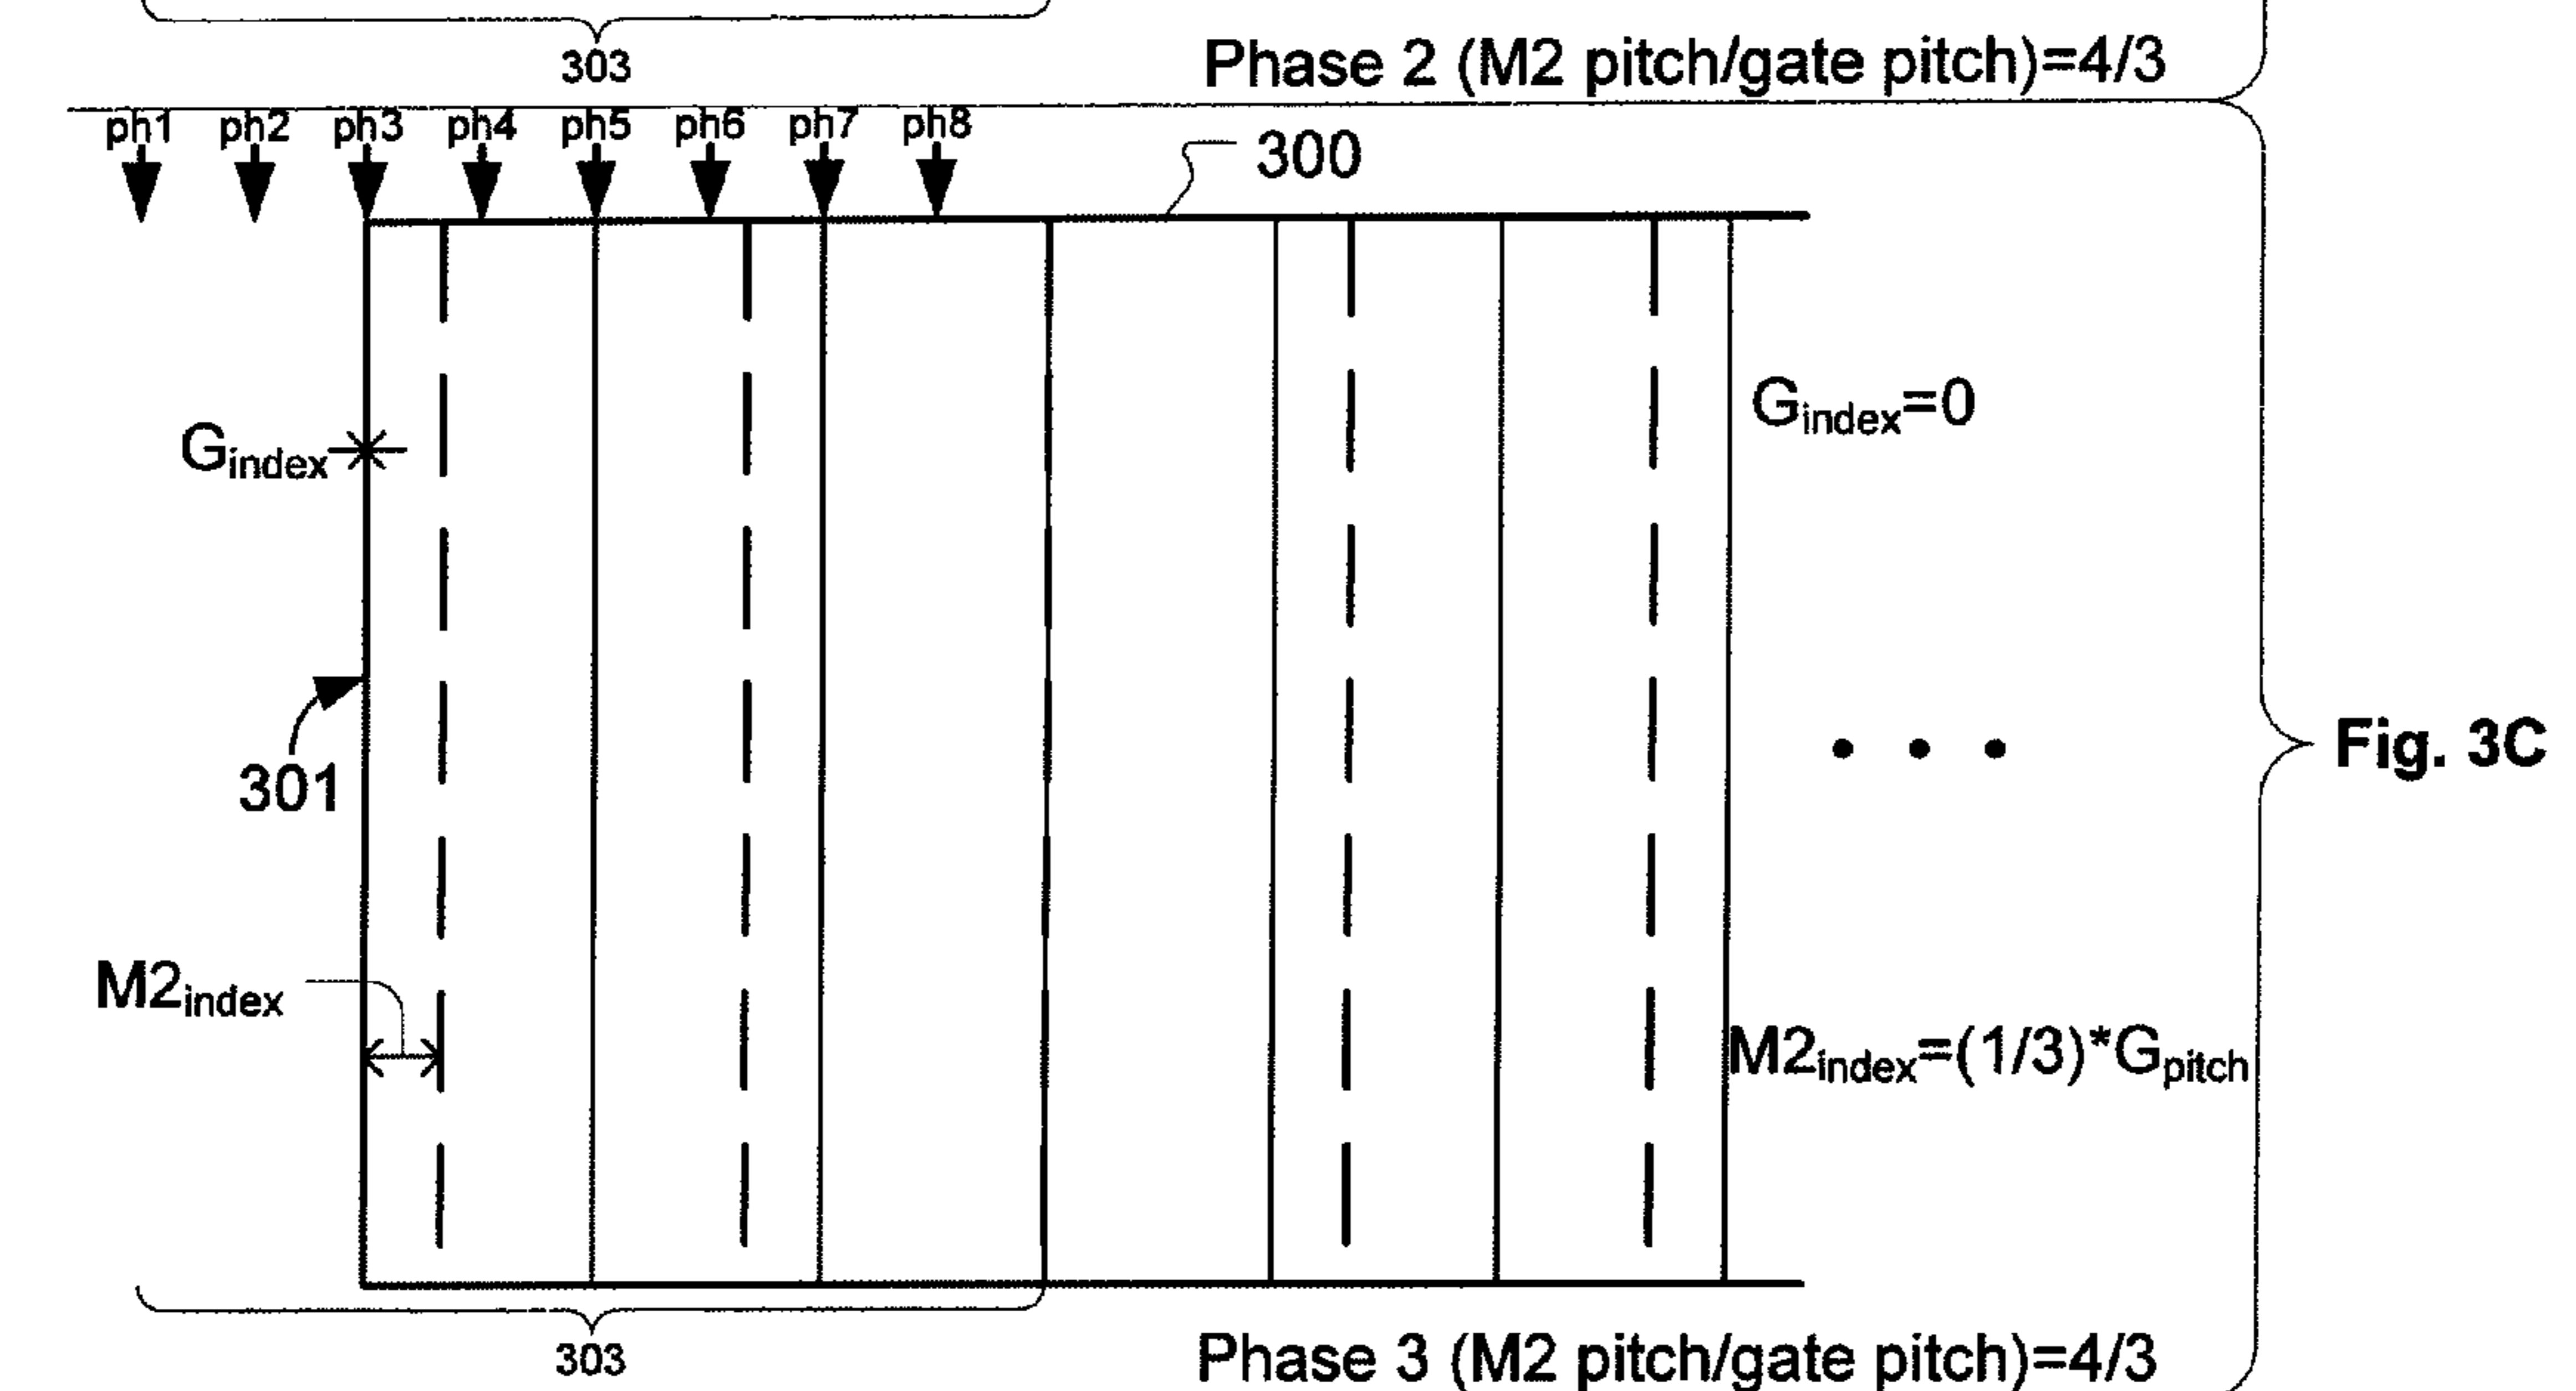 303
Phase 2 (M2 pitch/gate pitch)=4/3
ph1 ph2 ph3 ph4 ph5 ph6 ph7 ph8
300
Gindex=0
Gindex
Fig. 3C
301
M2index
M2index=(1/3)*Gpitch
303
Phase 3 (M2 pitch/gate pitch)=4/3